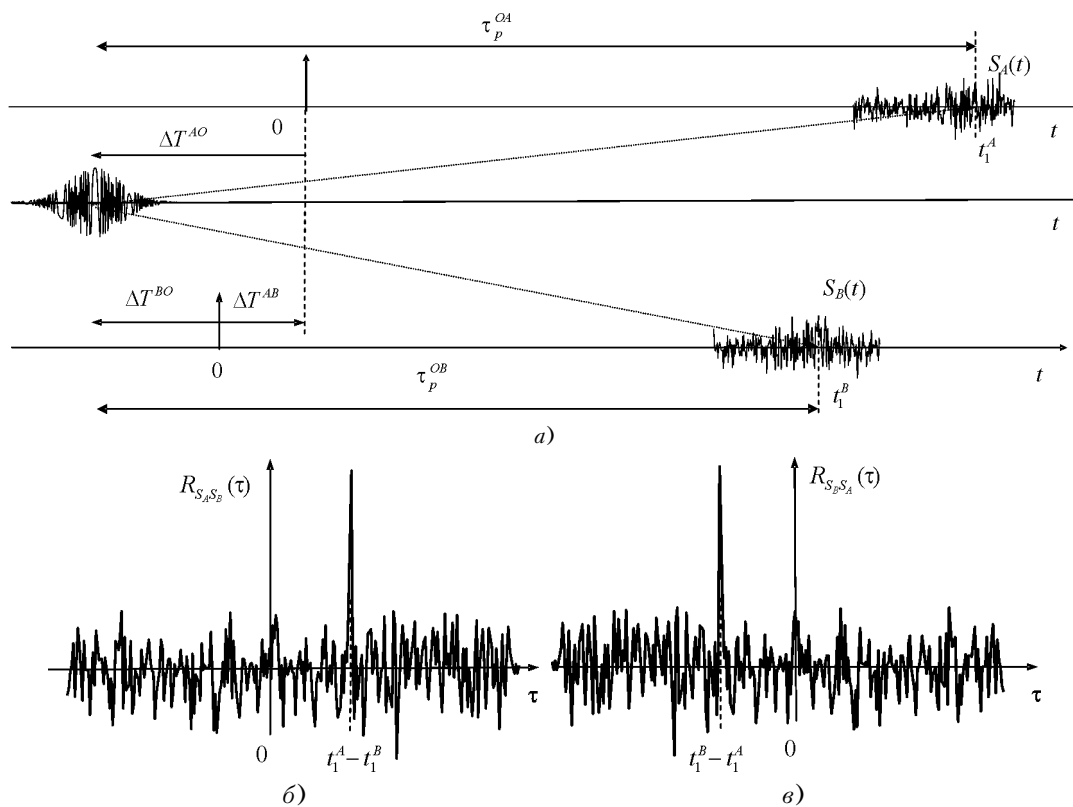 τ_p^{OA}
S_A(t)
0
t
ΔT^{AO}
t_1^A
t
S_B(t)
ΔT^{BO} ΔT^{AB}
0
τ_p^{OB}
t
t_1^B
а)
R_{S_A S_B}(τ)
R_{S_B S_A}(τ)
τ
τ
0
t_1^A − t_1^B
t_1^B − t_1^A
0
б)
в)